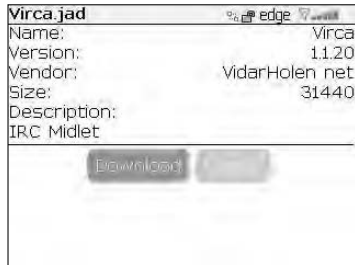 Virca.jad edge
Name: Virca
Version: 1.1.20
Vendor: VidarHolen net
Size: 31440
Description:
IRC Midlet
Download